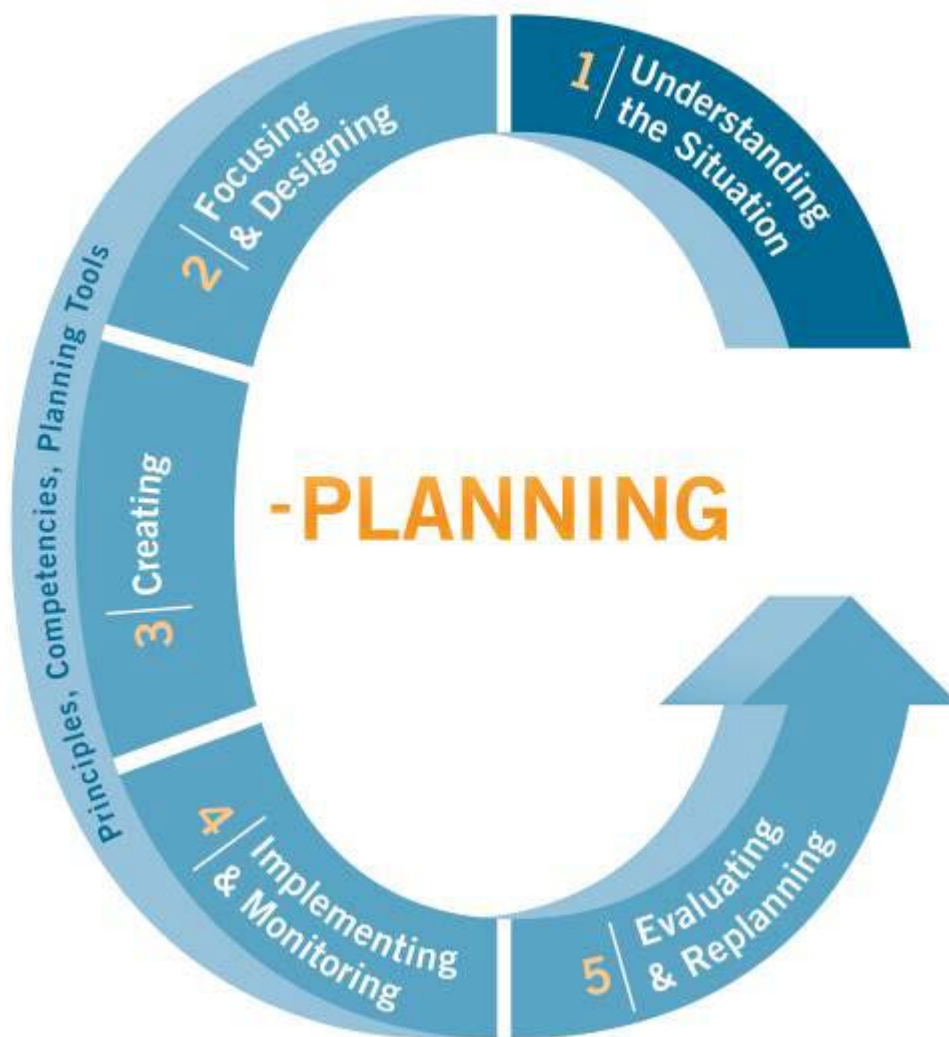 1 Understanding
the Situation
2 Focusing
& Designing
3 Creating
4 Implementing
& Monitoring
5 Evaluating
& Replanning
Principles, Competencies, Planning Tools
-PLANNING